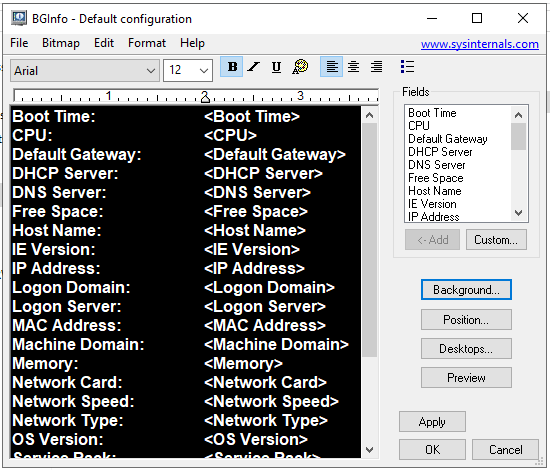 BGInfo - Default configuration
File Bitmap Edit Format Help www.sysinternals.com
Arial 12 B I U A
1 2 3
Boot Time: <Boot Time>
CPU: <CPU>
Default Gateway: <Default Gateway>
DHCP Server: <DHCP Server>
DNS Server: <DNS Server>
Free Space: <Free Space>
Host Name: <Host Name>
IE Version: <IE Version>
IP Address: <IP Address>
Logon Domain: <Logon Domain>
Logon Server: <Logon Server>
MAC Address: <MAC Address>
Machine Domain: <Machine Domain>
Memory: <Memory>
Network Card: <Network Card>
Network Speed: <Network Speed>
Network Type: <Network Type>
OS Version: <OS Version>
Service Pack: <Service Pack>
Fields
Boot Time
CPU
Default Gateway
DHCP Server
DNS Server
Free Space
Host Name
IE Version
IP Address
<- Add Custom...
Background...
Position...
Desktops...
Preview
Apply
OK Cancel